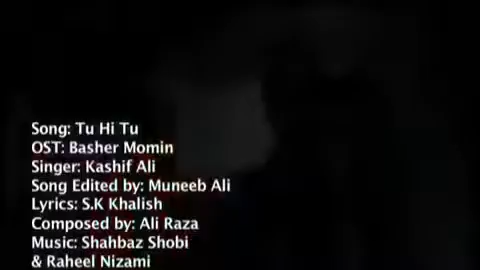 Song: Tu Hi Tu
OST: Basher Momin
Singer: Kashif Ali
Song Edited by: Muneeb Ali
Lyrics: S.K Khalish
Composed by: Ali Raza
Music: Shahbaz Shobi
& Raheel Nizami